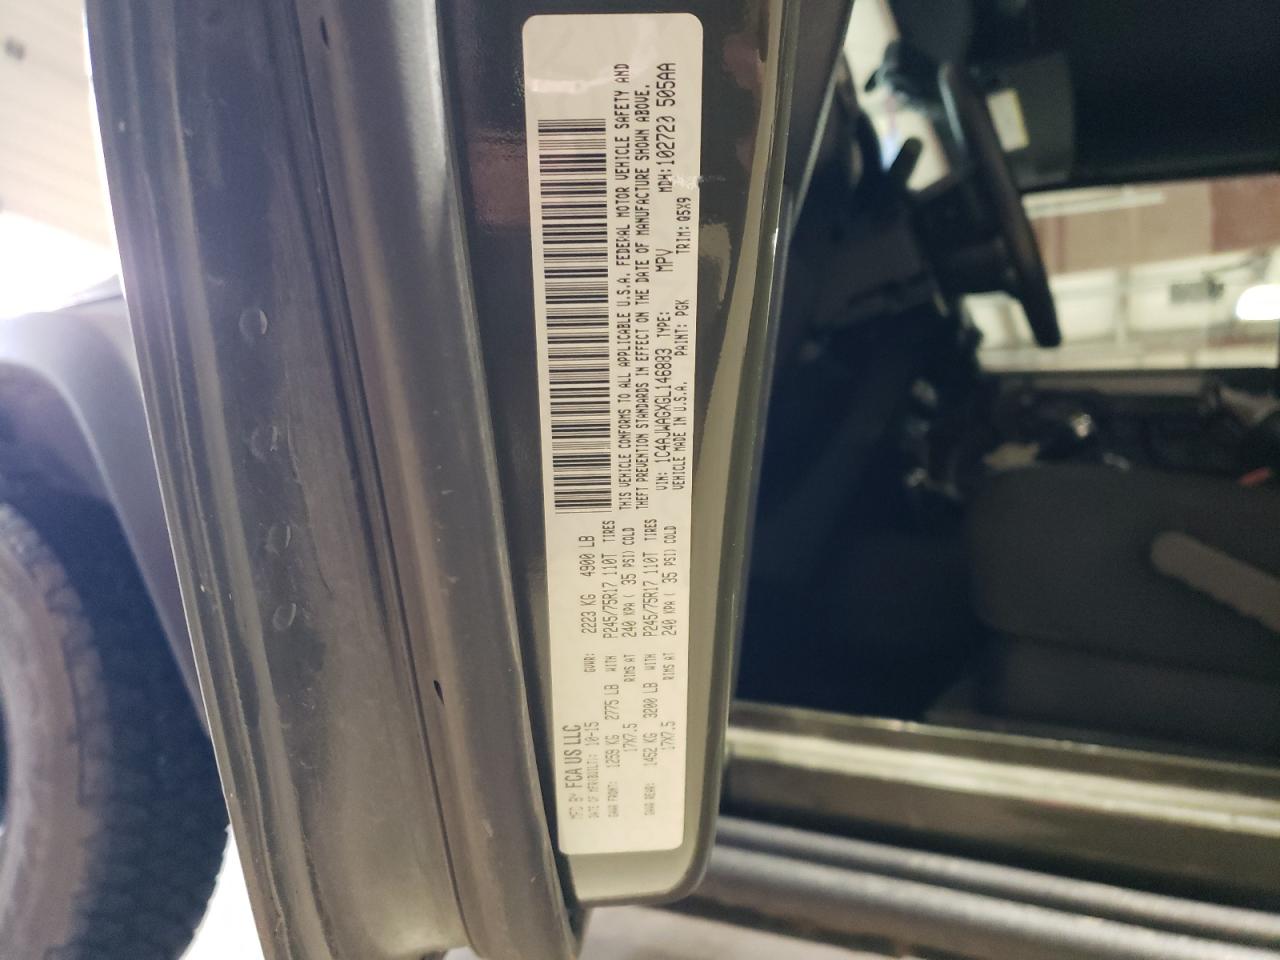 MFD BY FCA US LLC
DATE OF MFR(BUILT): 10-15 GVWR: 2223 KG 4900 LB
GAWR FRONT: 1259 KG 2775 LB WITH P245/75R17 110T TIRES
17X7.5 RIMS AT 240 KPA ( 35 PSI) COLD
GAWR REAR: 1452 KG 3200 LB WITH P245/75R17 110T TIRES
17X7.5 RIMS AT 240 KPA ( 35 PSI) COLD
THIS VEHICLE CONFORMS TO ALL APPLICABLE U.S.A. FEDERAL MOTOR VEHICLE SAFETY AND
THEFT PREVENTION STANDARDS IN EFFECT ON THE DATE OF MANUFACTURE SHOWN ABOVE.
VIN: 1C4AJWAGXGL146883 TYPE: MPV MDH:102720 505AA
VEHICLE MADE IN U.S.A. PAINT: PGK TRIM: Q5X9